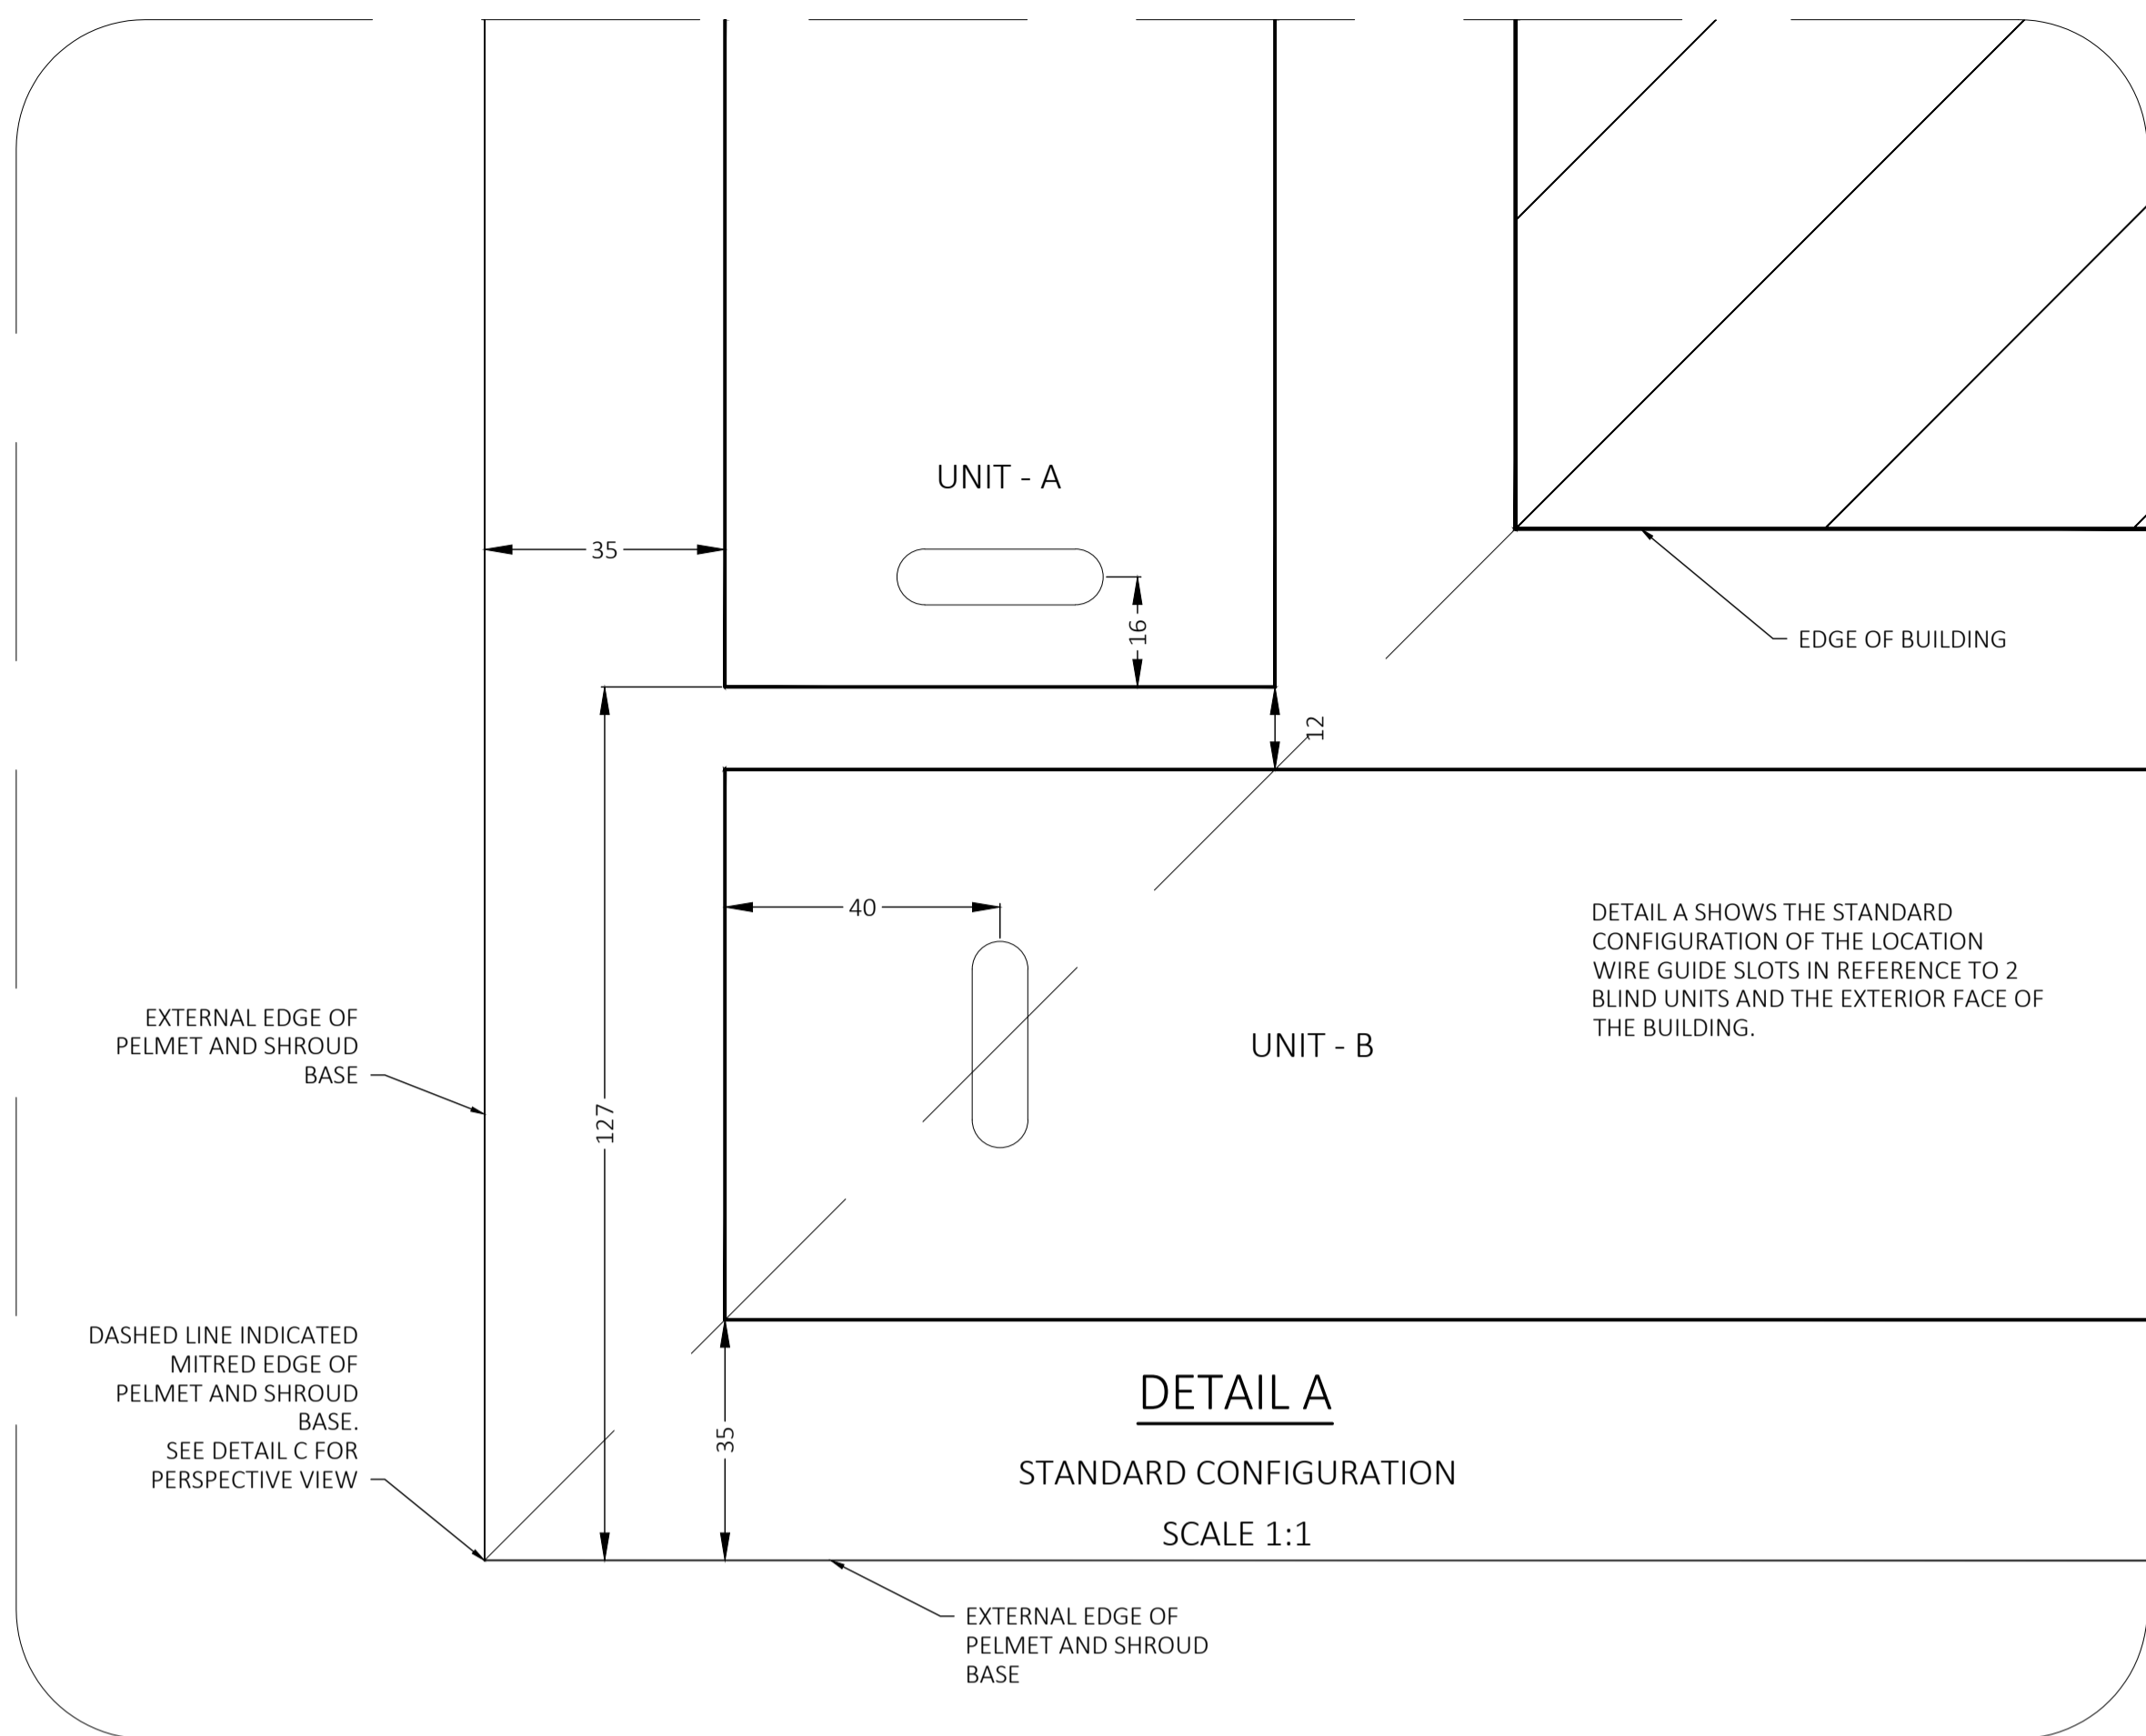 UNIT - A
35
16
EDGE OF BUILDING
12
40
DETAIL A SHOWS THE STANDARD
CONFIGURATION OF THE LOCATION
WIRE GUIDE SLOTS IN REFERENCE TO 2
BLIND UNITS AND THE EXTERIOR FACE OF
THE BUILDING.
EXTERNAL EDGE OF
PELMET AND SHROUD
BASE
UNIT - B
127
DASHED LINE INDICATED
MITRED EDGE OF
PELMET AND SHROUD
BASE.
SEE DETAIL C FOR
PERSPECTIVE VIEW
35
DETAIL A
STANDARD CONFIGURATION
SCALE 1:1
EXTERNAL EDGE OF
PELMET AND SHROUD
BASE